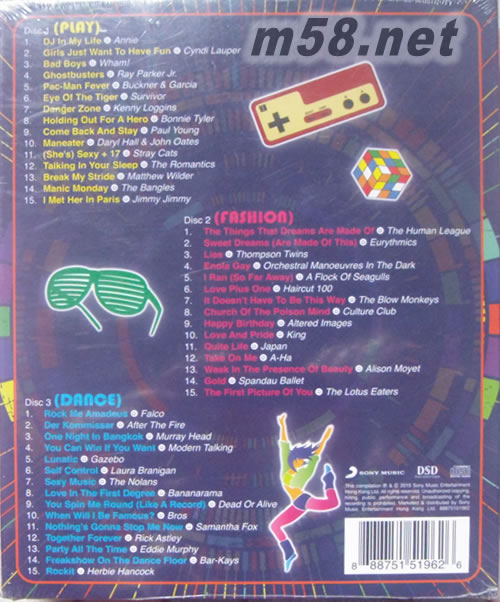 m58.net
Disc 1 (PLAY)
1. DJ In My Life Annie
2. Girls Just Want To Have Fun Cyndi Lauper
3. Bad Boys Wham!
4. Ghostbusters Ray Parker Jr.
5. Pac-Man Fever Buckner & Garcia
6. Eye Of The Tiger Survivor
7. Danger Zone Kenny Loggins
8. Holding Out For A Hero Bonnie Tyler
9. Come Back And Stay Paul Young
10. Maneater Daryl Hall & John Oates
11. (She's) Sexy + 17 Stray Cats
12. Talking In Your Sleep The Romantics
13. Break My Stride Matthew Wilder
14. Manic Monday The Bangles
15. I Met Her In Paris Jimmy Jimmy
Disc 2 (FASHION)
1. The Things That Dreams Are Made Of The Human League
2. Sweet Dreams (Are Made Of This) Eurythmics
3. Lies Thompson Twins
4. Enola Gay Orchestral Manoeuvres In The Dark
5. I Ran (So Far Away) A Flock Of Seagulls
6. Love Plus One Haircut 100
7. It Doesn't Have To Be This Way The Blow Monkeys
8. Church Of The Poison Mind Culture Club
9. Happy Birthday Altered Images
10. Love And Pride King
11. Quiet Life Japan
12. Take On Me A-Ha
13. Weak In The Presence Of Beauty Alison Moyet
14. Gold Spandau Ballet
15. The First Picture Of You The Lotus Eaters
Disc 3 (DANCE)
1. Rock Me Amadeus Falco
2. Der Kommissar After The Fire
3. One Night In Bangkok Murray Head
4. You Can Win If You Want Modern Talking
5. Lunatic Gazebo
6. Self Control Laura Branigan
7. Sexy Music The Nolans
8. Love In The First Degree Bananarama
9. You Spin Me Round (Like A Record) Dead Or Alive
10. When Will I Be Famous? Bros
11. Nothing's Gonna Stop Me Now Samantha Fox
12. Together Forever Rick Astley
13. Party All The Time Eddie Murphy
14. Freakshow On The Dance Floor Bar-Kays
15. Rockit Herbie Hancock
SONY MUSIC DSD
8 88751 51962 6